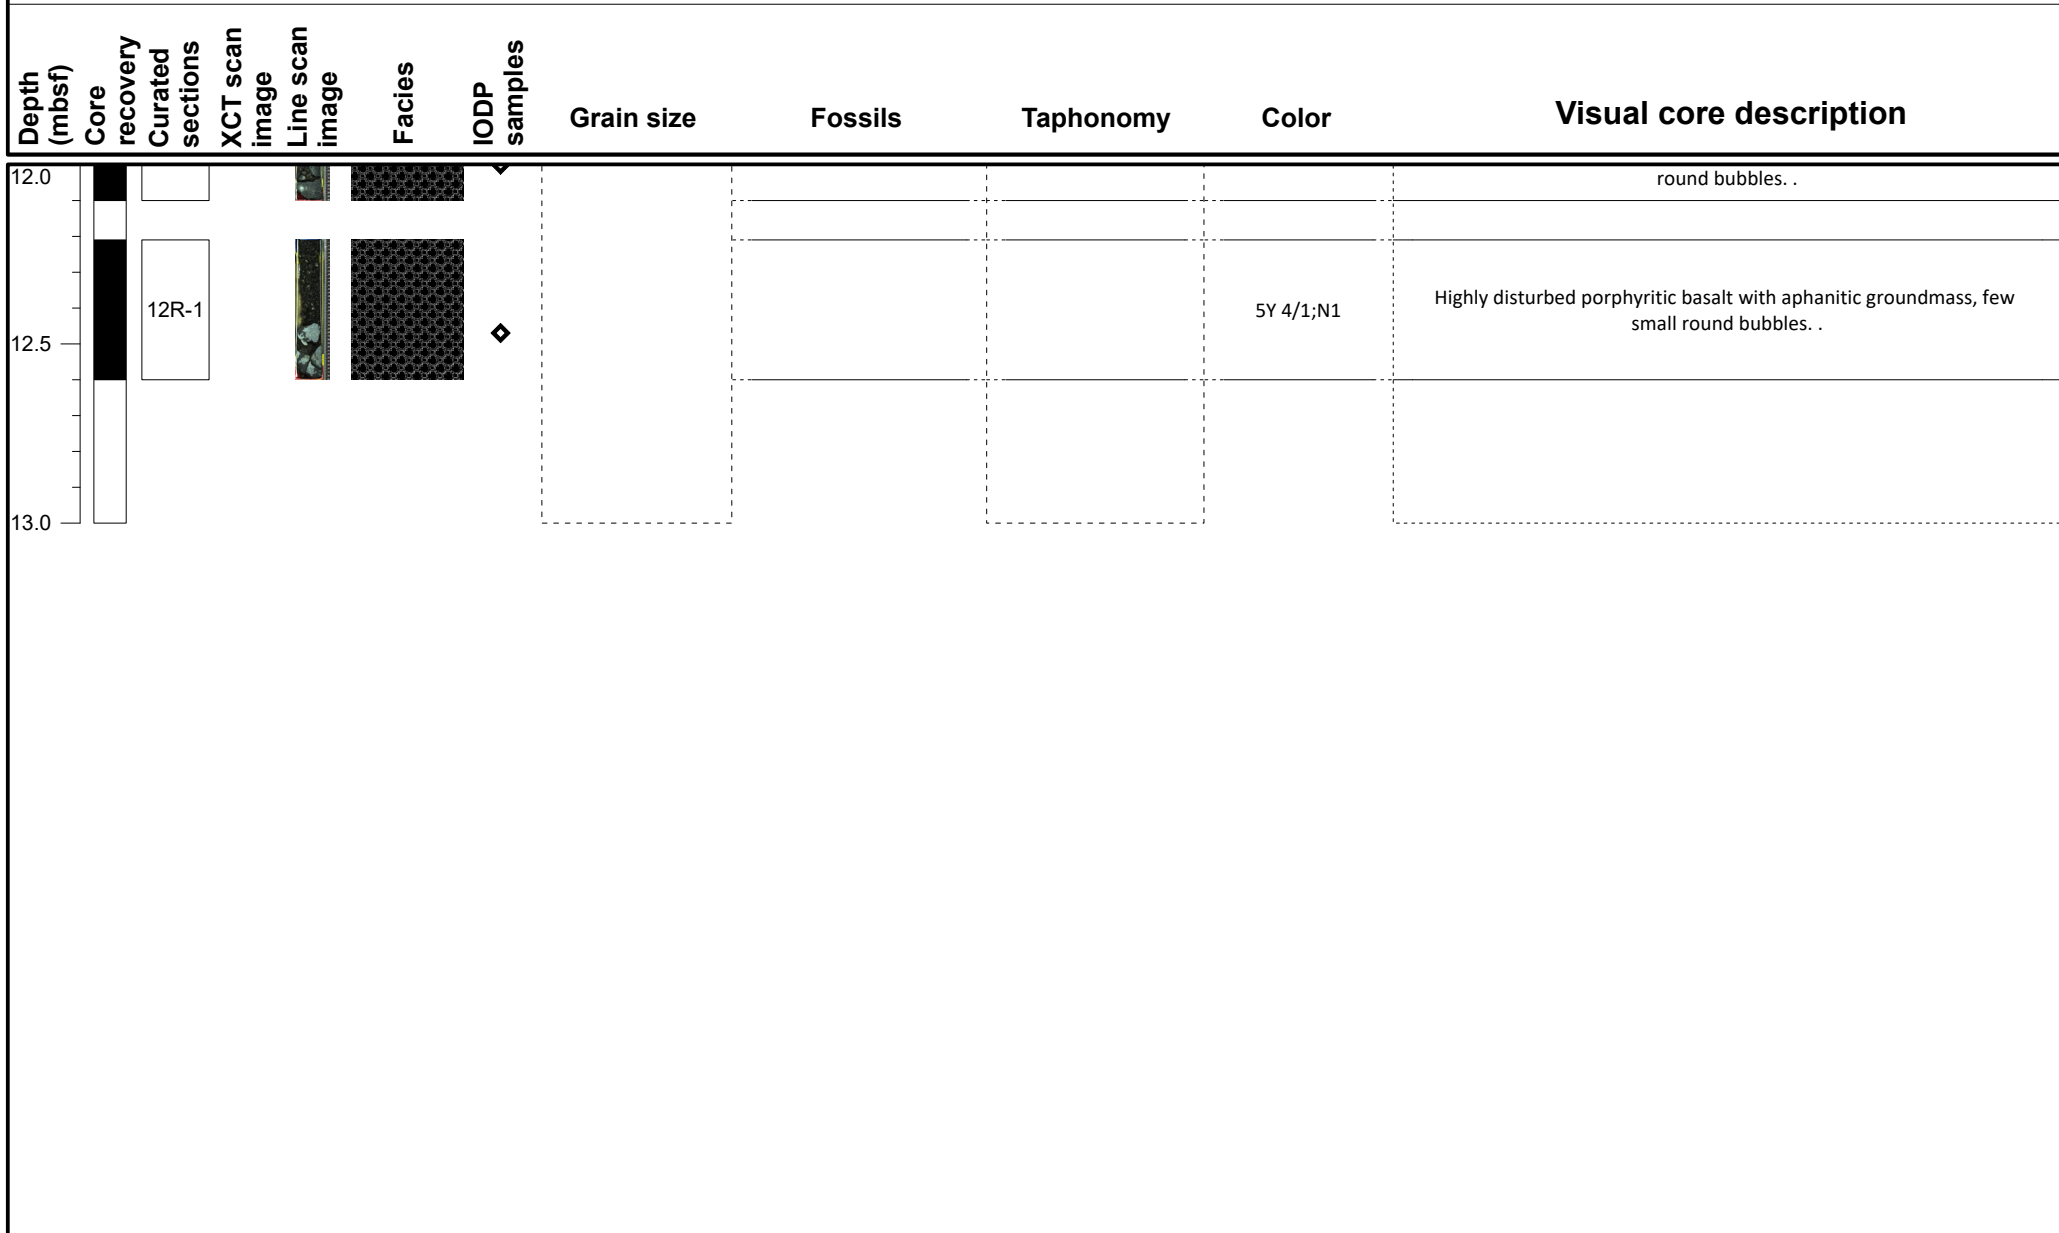 Depth
(mbsf)
Core
recovery
Curated
sections
XCT scan
image
Line scan
image
Facies
IODP
samples
Grain size
Fossils
Taphonomy
Color
Visual core description
12.0
round bubbles. .
12R-1
5Y 4/1;N1
Highly disturbed porphyritic basalt with aphanitic groundmass, few
small round bubbles. .
12.5
13.0